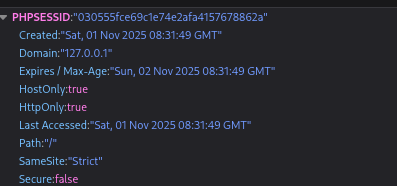 PHPSESSID:"030555fce69c1e74e2afa4157678862a"
Created:"Sat, 01 Nov 2025 08:31:49 GMT"
Domain:"127.0.0.1"
Expires / Max-Age:"Sun, 02 Nov 2025 08:31:49 GMT"
HostOnly:true
HttpOnly:true
Last Accessed:"Sat, 01 Nov 2025 08:31:49 GMT"
Path:"/"
SameSite:"Strict"
Secure:false